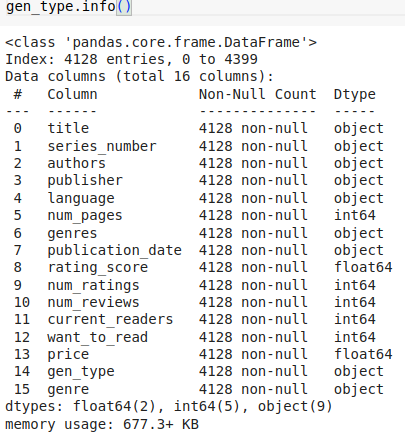 gen_type.info()
<class 'pandas.core.frame.DataFrame'>
Index: 4128 entries, 0 to 4399
Data columns (total 16 columns):
 #   Column            Non-Null Count  Dtype
---  ------            --------------  -----
 0   title             4128 non-null   object
 1   series_number     4128 non-null   object
 2   authors           4128 non-null   object
 3   publisher         4128 non-null   object
 4   language          4128 non-null   object
 5   num_pages         4128 non-null   int64
 6   genres            4128 non-null   object
 7   publication_date  4128 non-null   object
 8   rating_score      4128 non-null   float64
 9   num_ratings       4128 non-null   int64
 10  num_reviews       4128 non-null   int64
 11  current_readers   4128 non-null   int64
 12  want_to_read      4128 non-null   int64
 13  price             4128 non-null   float64
 14  gen_type          4128 non-null   object
 15  genre             4128 non-null   object
dtypes: float64(2), int64(5), object(9)
memory usage: 677.3+ KB